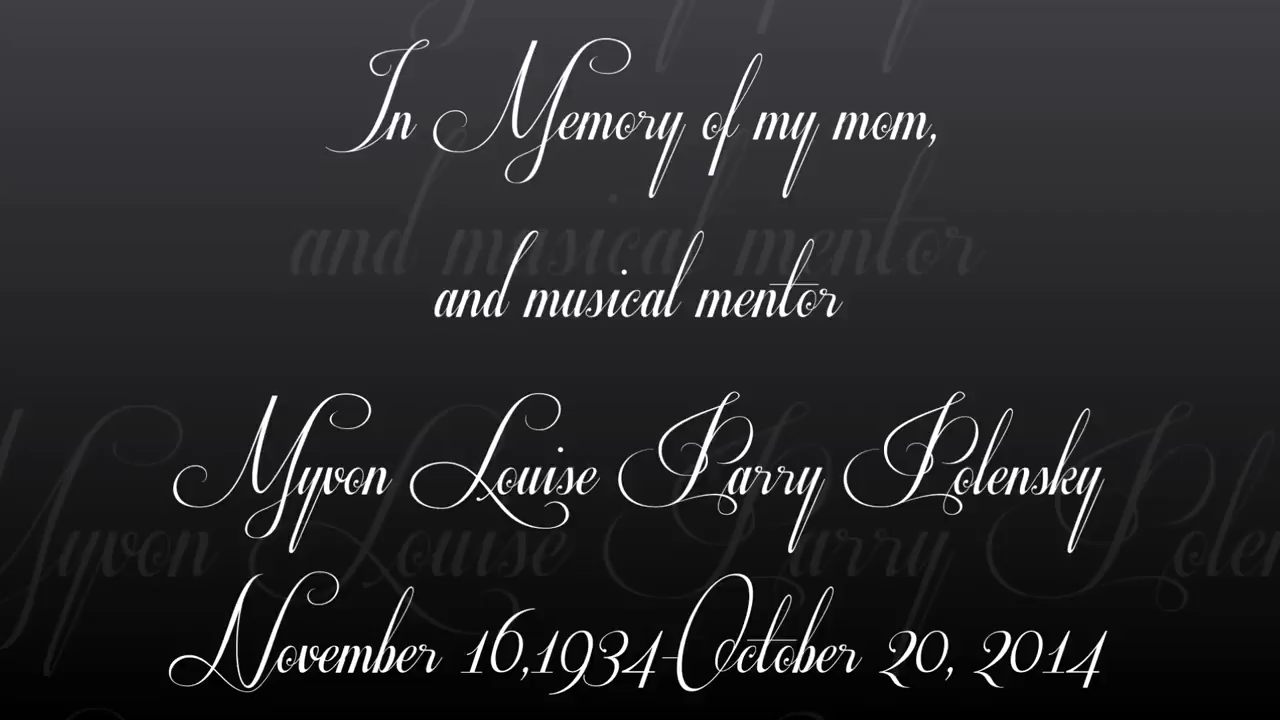 In Memory of my mom,
and musical mentor
Myvon Louise Parry Polensky
November 16,1934-October 20, 2014